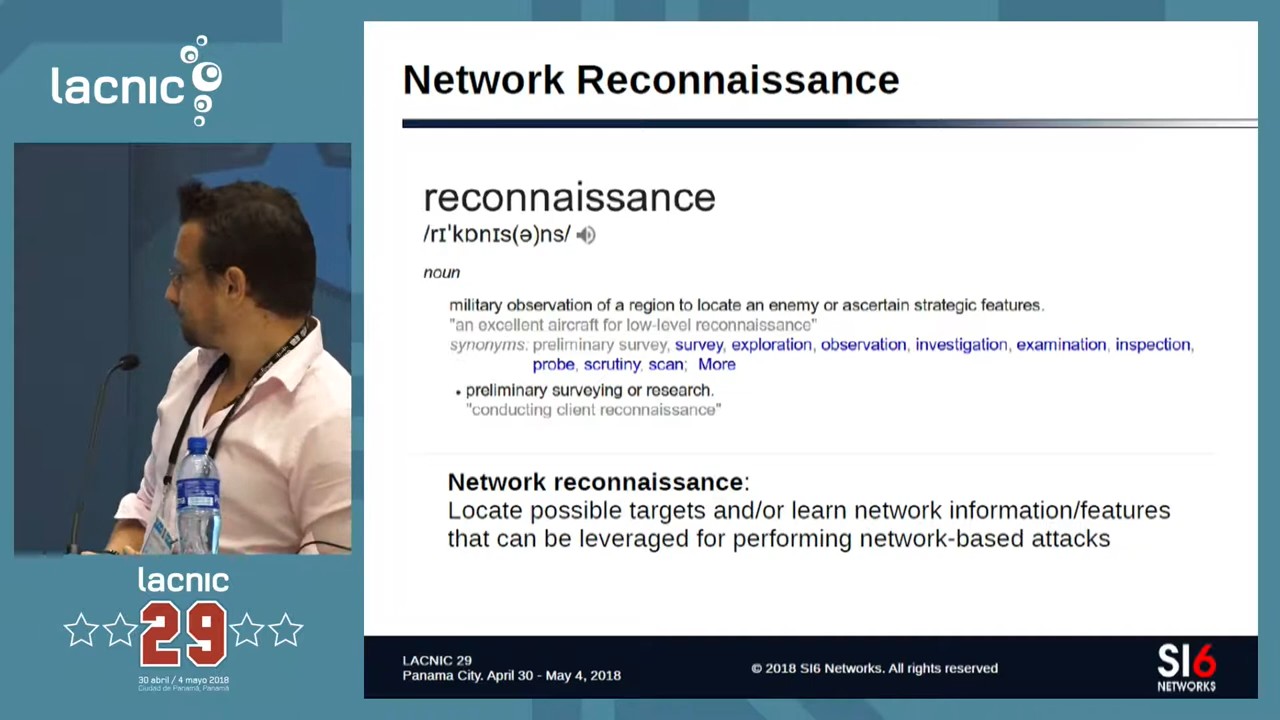 lacnic
Network Reconnaissance
reconnaissance
/rɪˈkɒnɪs(ə)ns/
noun
military observation of a region to locate an enemy or ascertain strategic features.
"an excellent aircraft for low-level reconnaissance"
synonyms: preliminary survey, survey, exploration, observation, investigation, examination, inspection,
probe, scrutiny, scan; More
• preliminary surveying or research.
"conducting client reconnaissance"
Network reconnaissance:
Locate possible targets and/or learn network information/features
that can be leveraged for performing network-based attacks
lacnic
29
30 abril / 4 mayo 2018
Ciudad de Panamá, Panamá
LACNIC 29
Panama City. April 30 - May 4, 2018
© 2018 SI6 Networks. All rights reserved
SI6
NETWORKS